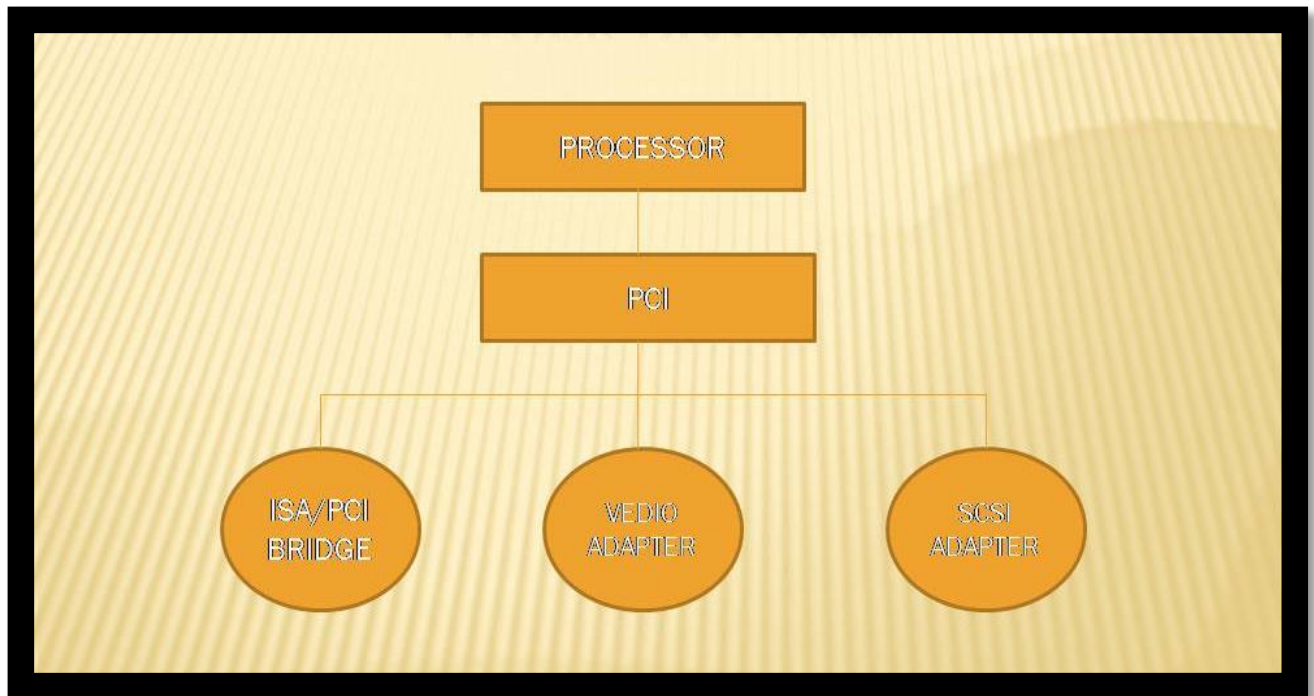 PROCESSOR
PCI
ISA/PCI
BRIDGE
VEDIO
ADAPTER
SCSI
ADAPTER